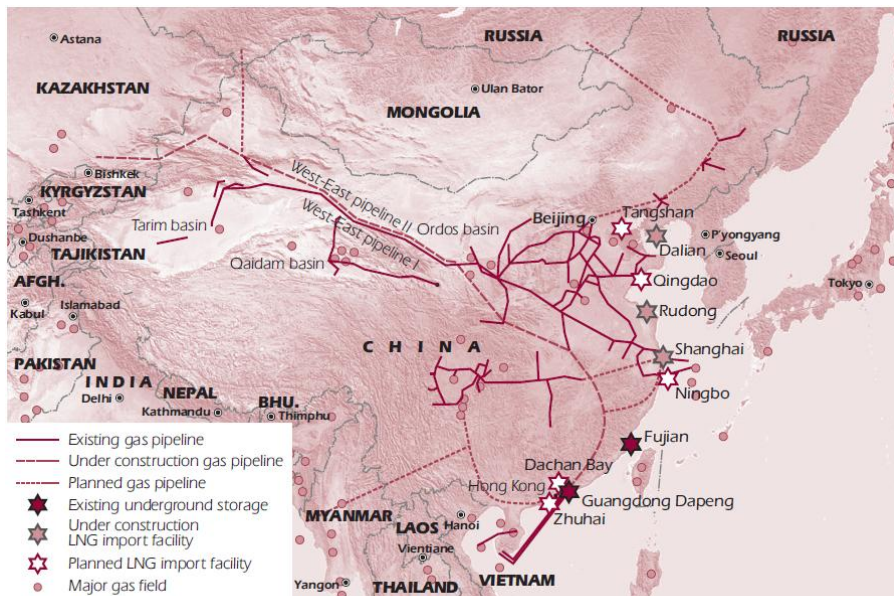 RUSSIA
RUSSIA
Astana
KAZAKHSTAN
Ulan Bator
MONGOLIA
Bishkek
KYRGYZSTAN
Tashkent
West-East pipeline II
Ordos basin
Beijing
Tangshan
Tarim basin
West-East pipeline I
P'yongyang
Dushanbe
TAJIKISTAN
Dalian
Seoul
Qaidam basin
AFGH.
Qingdao
Tokyo
Kabul
Islamabad
Rudong
CHINA
Shanghai
PAKISTAN
INDIA
NEPAL
BHU.
Ningbo
Delhi
Kathmandu
Thimphu
Existing gas pipeline
Fujian
Under construction gas pipeline
Dachan Bay
Planned gas pipeline
Hong Kong
Existing underground storage
Guangdong Dapeng
MYANMAR
Zhuhai
Under construction
LNG import facility
LAOS
Hanoi
Vientiane
Planned LNG import facility
VIETNAM
Major gas field
Yangon
THAILAND